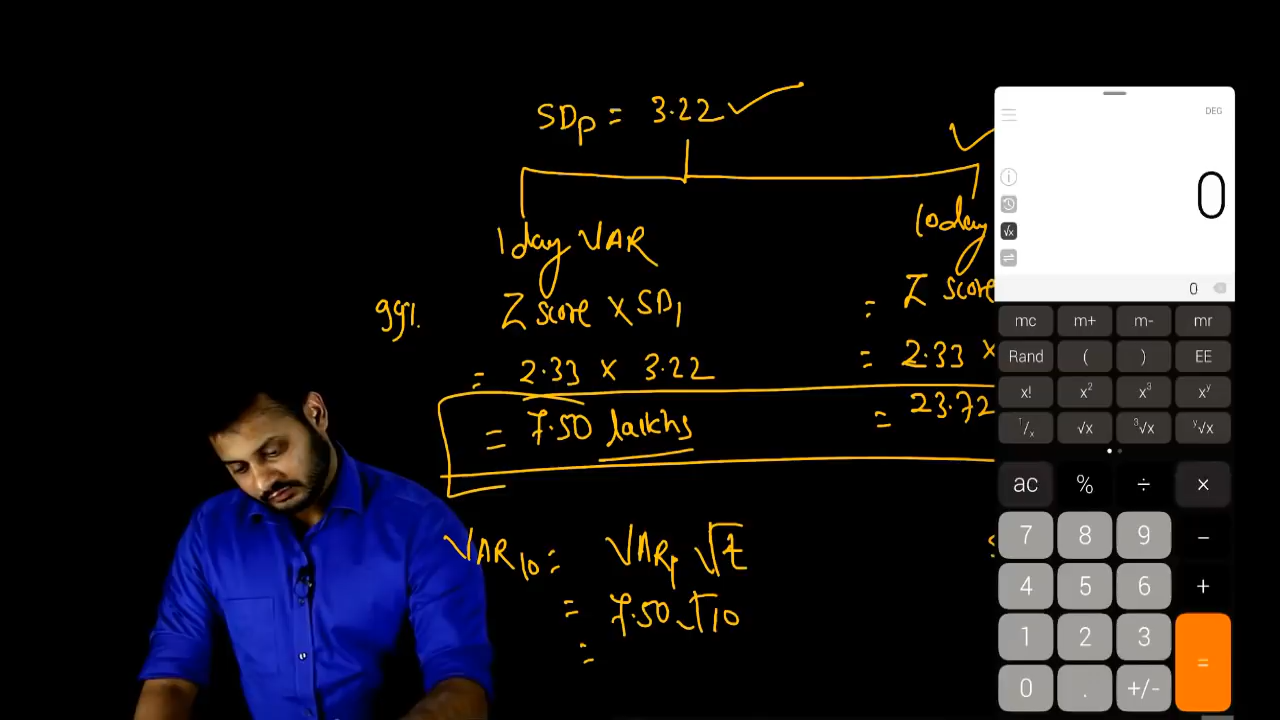 SDp = 3.22
1 day VAR
10 day
99%.
Z score x SD1
= Z score
= 2.33 x 3.22
= 2.33 x
= 7.50 lakhs
= 23.72
VAR10 = VAR1 √t
= 7.50 √10
=
DEG
0
√x
0
mc m+ m- mr
Rand ( ) EE
x! x² x³ xʸ
¹/x √x ³√x ʸ√x
ac % ÷ ×
7 8 9 −
4 5 6 +
1 2 3 =
0 . +/-